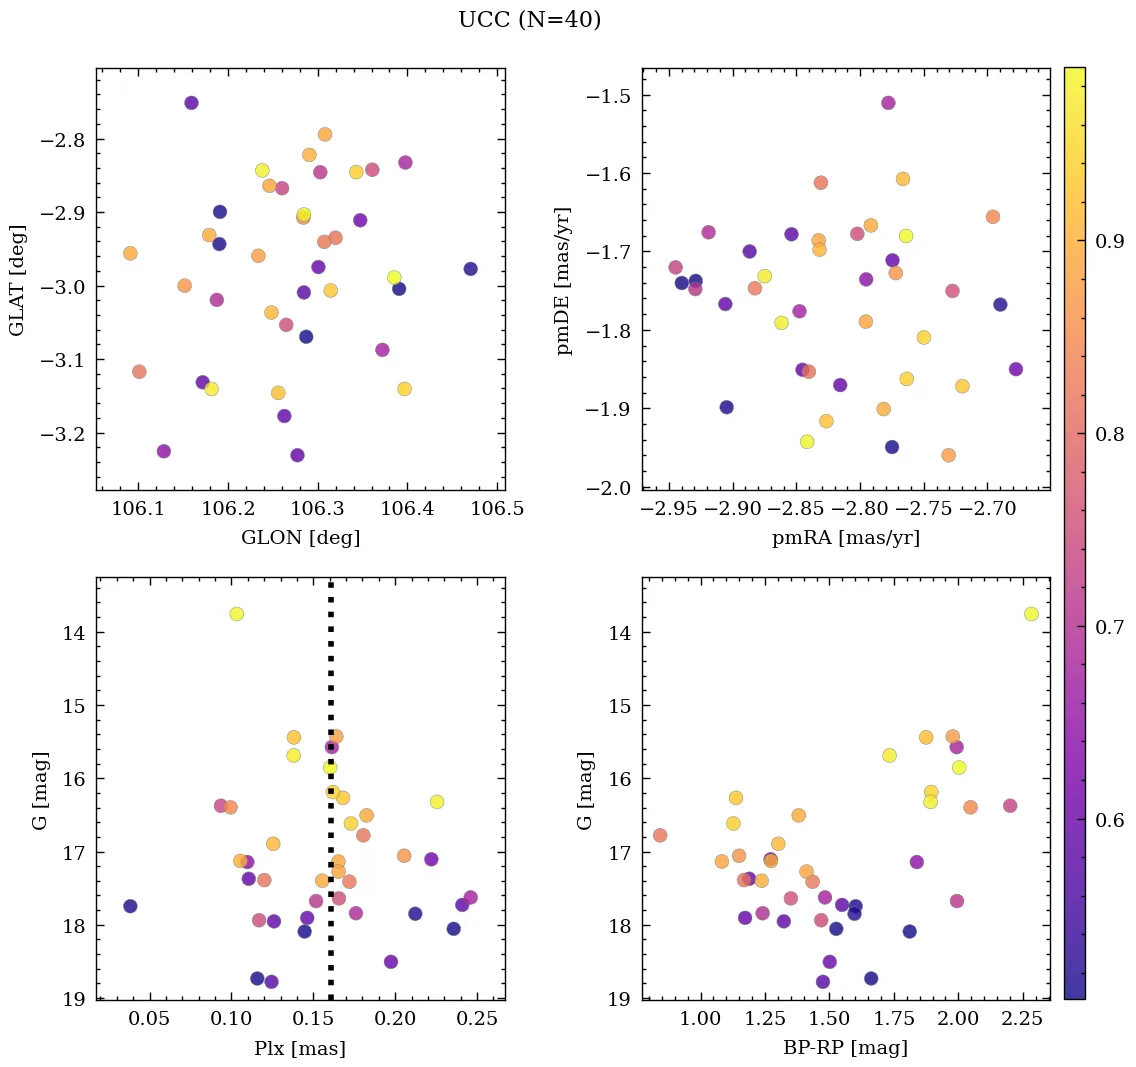 UCC (N=40)
−2.8
−2.9
−3.0
−3.1
−3.2
GLAT [deg]
106.1 106.2 106.3 106.4 106.5
GLON [deg]
−1.5
−1.6
−1.7
−1.8
−1.9
−2.0
pmDE [mas/yr]
−2.95 −2.90 −2.85 −2.80 −2.75 −2.70
pmRA [mas/yr]
0.9
0.8
0.7
0.6
14
15
16
17
18
19
G [mag]
0.05 0.10 0.15 0.20 0.25
Plx [mas]
14
15
16
17
18
19
G [mag]
1.00 1.25 1.50 1.75 2.00 2.25
BP-RP [mag]